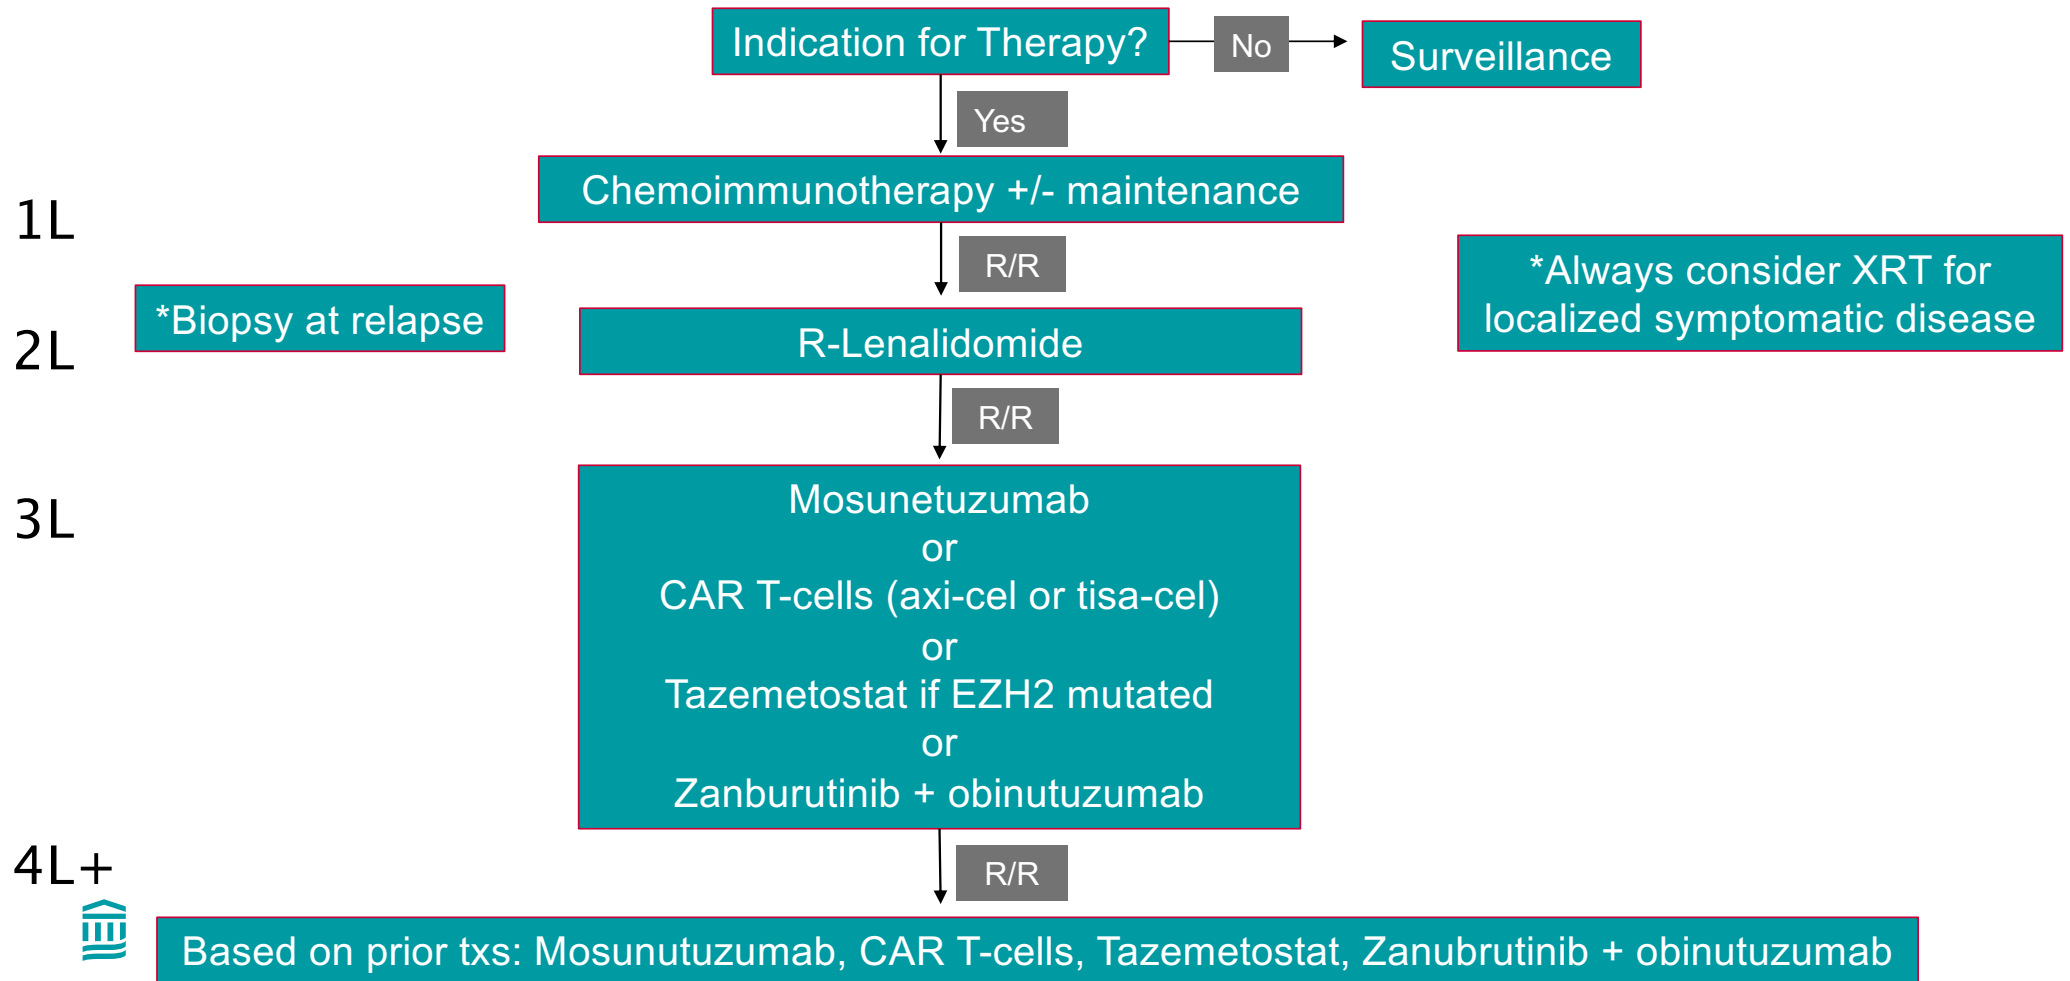 Indication for Therapy?
No
Surveillance
Yes
1L
Chemoimmunotherapy +/- maintenance
R/R
*Always consider XRT for
localized symptomatic disease
*Biopsy at relapse
2L
R-Lenalidomide
R/R
3L
Mosunetuzumab
or
CAR T-cells (axi-cel or tisa-cel)
or
Tazemetostat if EZH2 mutated
or
Zanburutinib + obinutuzumab
4L+
R/R
Based on prior txs: Mosunutuzumab, CAR T-cells, Tazemetostat, Zanubrutinib + obinutuzumab